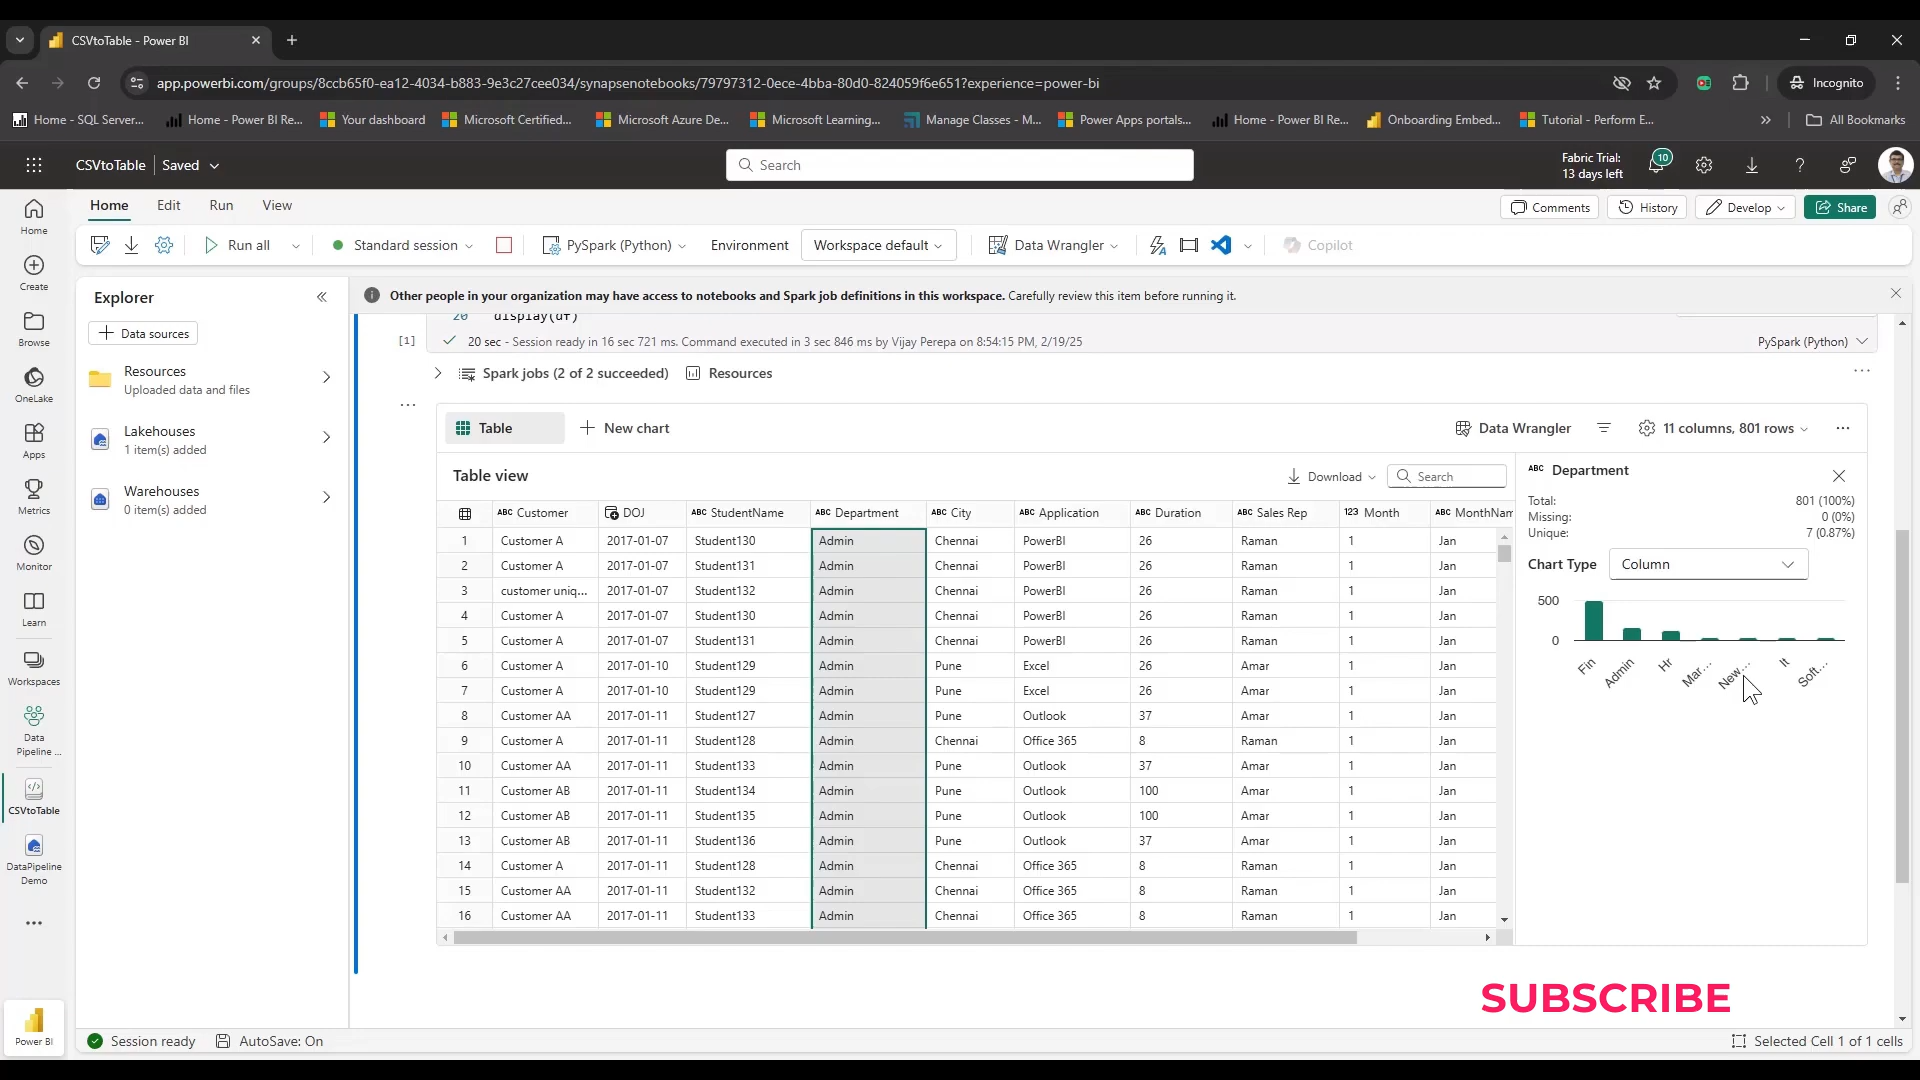 CSVtoTable - Power BI
app.powerbi.com/groups/8ccb65f0-ea12-4034-b883-9e3c27cee034/synapsenotebooks/79797312-0ece-4bba-80d0-824059f6e651?experience=power-bi
Incognito
Home - SQL Server...
Home - Power BI Re...
Your dashboard
Microsoft Certified...
Microsoft Azure De...
Microsoft Learning...
Manage Classes - M...
Power Apps portals...
Home - Power BI Re...
Onboarding Embed...
Tutorial - Perform E...
All Bookmarks
CSVtoTable | Saved
Search
Fabric Trial:
13 days left
10
Home Edit Run View
Comments History Develop Share
Run all Standard session PySpark (Python) Environment Workspace default Data Wrangler Copilot
Home
Create
Browse
OneLake
Apps
Metrics
Monitor
Learn
Workspaces
Data
Pipeline ...
CSVtoTable
DataPipeline
Demo
Power BI
Explorer
Data sources
Resources
Uploaded data and files
Lakehouses
1 item(s) added
Warehouses
0 item(s) added
Other people in your organization may have access to notebooks and Spark job definitions in this workspace. Carefully review this item before running it.
20 display(df)
[1] 20 sec - Session ready in 16 sec 721 ms. Command executed in 3 sec 846 ms by Vijay Perepa on 8:54:15 PM, 2/19/25 PySpark (Python)
Spark jobs (2 of 2 succeeded) Resources
Table New chart Data Wrangler 11 columns, 801 rows
Table view Download Search
ABC Customer DOJ ABC StudentName ABC Department ABC City ABC Application ABC Duration ABC Sales Rep 123 Month ABC MonthNam
1 Customer A 2017-01-07 Student130 Admin Chennai PowerBI 26 Raman 1 Jan
2 Customer A 2017-01-07 Student131 Admin Chennai PowerBI 26 Raman 1 Jan
3 customer uniq... 2017-01-07 Student132 Admin Chennai PowerBI 26 Raman 1 Jan
4 Customer A 2017-01-07 Student130 Admin Chennai PowerBI 26 Raman 1 Jan
5 Customer A 2017-01-07 Student131 Admin Chennai PowerBI 26 Raman 1 Jan
6 Customer A 2017-01-10 Student129 Admin Pune Excel 26 Amar 1 Jan
7 Customer A 2017-01-10 Student129 Admin Pune Excel 26 Amar 1 Jan
8 Customer AA 2017-01-11 Student127 Admin Pune Outlook 37 Amar 1 Jan
9 Customer A 2017-01-11 Student128 Admin Chennai Office 365 8 Raman 1 Jan
10 Customer AA 2017-01-11 Student133 Admin Pune Outlook 37 Amar 1 Jan
11 Customer AB 2017-01-11 Student134 Admin Pune Outlook 100 Amar 1 Jan
12 Customer AB 2017-01-11 Student135 Admin Pune Outlook 100 Amar 1 Jan
13 Customer AB 2017-01-11 Student136 Admin Pune Outlook 37 Amar 1 Jan
14 Customer A 2017-01-11 Student128 Admin Chennai Office 365 8 Raman 1 Jan
15 Customer AA 2017-01-11 Student132 Admin Chennai Office 365 8 Raman 1 Jan
16 Customer AA 2017-01-11 Student133 Admin Chennai Office 365 8 Raman 1 Jan
ABC Department
Total: 801 (100%)
Missing: 0 (0%)
Unique: 7 (0.87%)
Chart Type Column
500
0
Fin Admin Hr Mar... New... It Soft...
SUBSCRIBE
Session ready AutoSave: On Selected Cell 1 of 1 cells